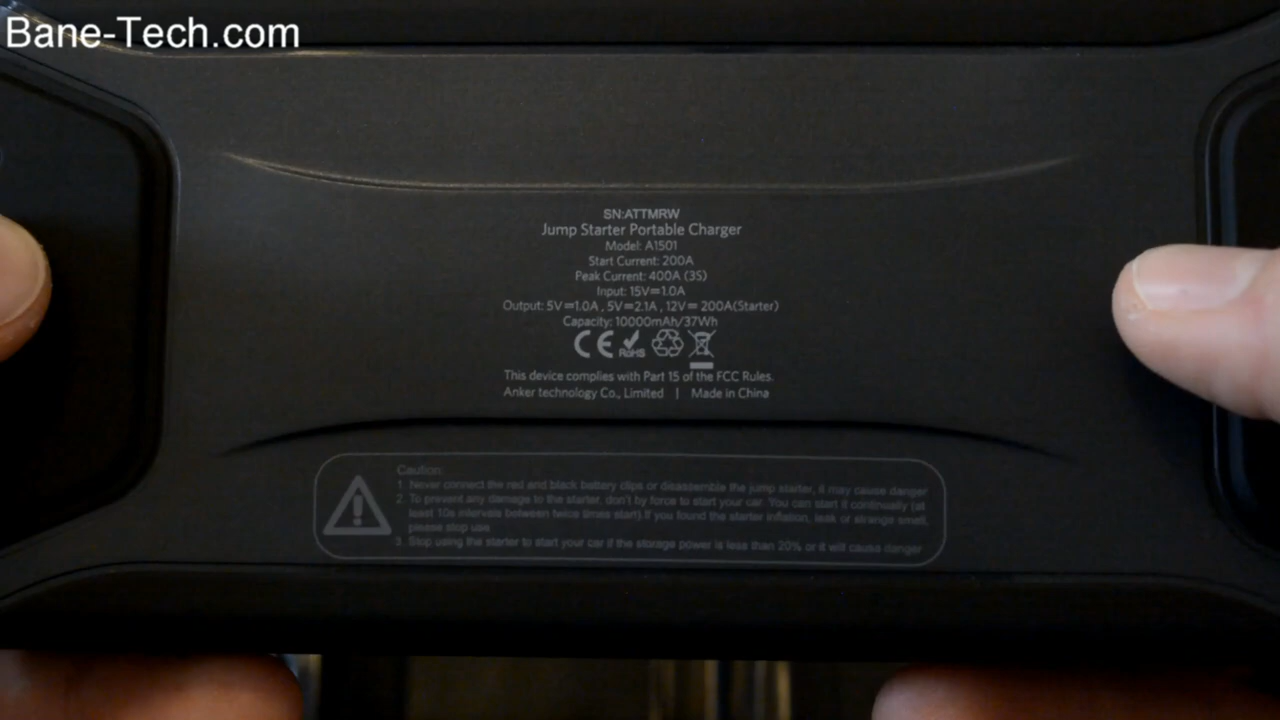 Bane-Tech.com
SN:ATTMRW
Jump Starter Portable Charger
Model: A1501
Start Current: 200A
Peak Current: 400A (3S)
Input: 15V⎓1.0A
Output: 5V⎓1.0A , 5V⎓2.1A , 12V⎓ 200A(Starter)
Capacity: 10000mAh/37Wh
CE RoHS
This device complies with Part 15 of the FCC Rules.
Anker technology Co., Limited | Made in China
Caution:
1. Never connect the red and black battery clips or disassemble the jump starter, it may cause danger
2. To prevent any damage to the starter, don't by force to start your car. You can start it continually (at
least 10s intervals between twice times start).If you found the starter inflation, leak or strange smell,
please stop use
3. Stop using the starter to start your car if the storage power is less than 20% or it will cause danger